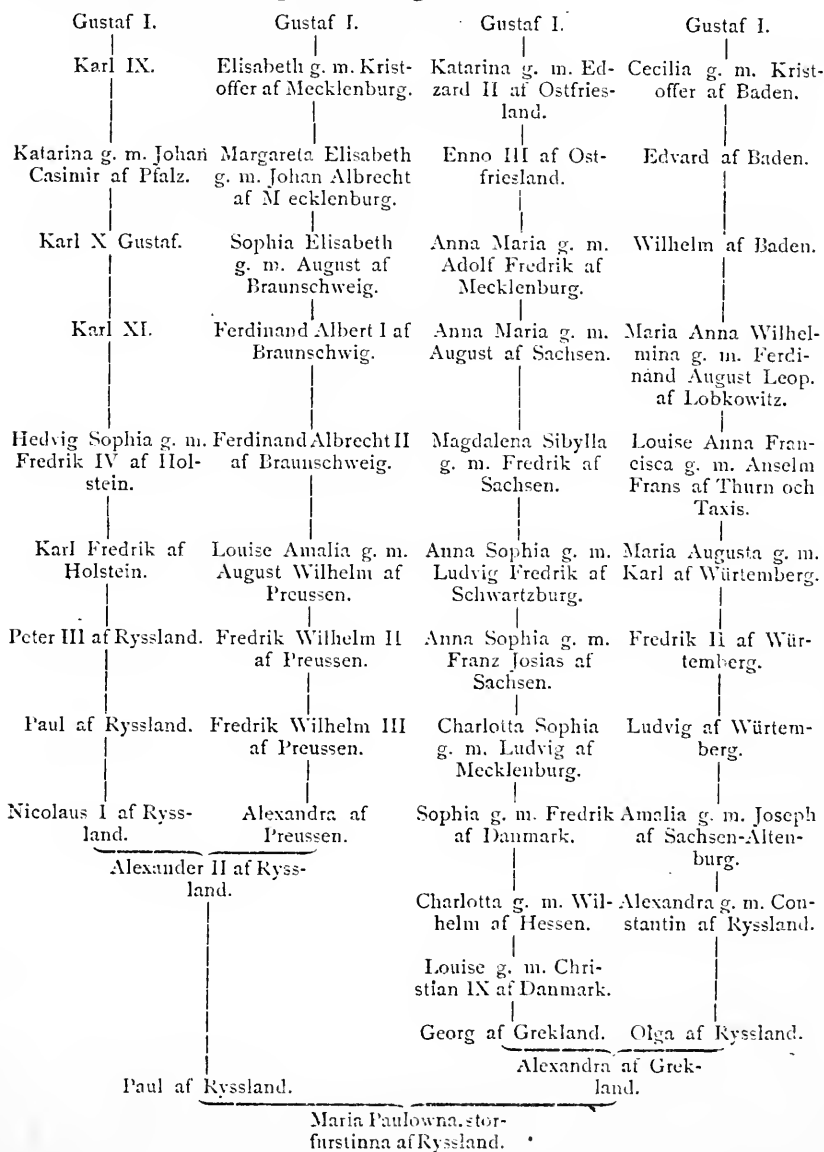 Gustaf I.
Karl IX.
Katarina g. m. Johan
Casimir af Pfalz.
Karl X Gustaf.
Karl XI.
Hedvig Sophia g. m.
Fredrik IV af Hol-
stein.
Karl Fredrik af
Holstein.
Peter III af Ryssland.
Paul af Ryssland.
Nicolaus I af Ryss-
land.
Gustaf I.
Elisabeth g. m. Krist-
offer af Mecklenburg.
Margareta Elisabeth
g. m. Johan Albrecht
af M ecklenburg.
Sophia Elisabeth
g. m. August af
Braunschweig.
Ferdinand Albert I af
Braunschwig.
Ferdinand Albrecht II
af Braunschweig.
Louise Amalia g. m.
August Wilhelm af
Preussen.
Fredrik Wilhelm II
af Preussen.
Fredrik Wilhelm III
af Preussen.
Alexandra af
Preussen.
Alexander II af Ryss-
land.
Paul af Ryssland.
Gustaf I.
Katarina g. m. Ed-
zard II af Ostfries-
land.
Enno III af Ost-
friesland.
Anna Maria g. m.
Adolf Fredrik af
Mecklenburg.
Anna Maria g. m.
August af Sachsen.
Magdalena Sibylla
g. m. Fredrik af
Sachsen.
Anna Sophia g. m.
Ludvig Fredrik af
Schwartzburg.
Anna Sophia g. m.
Franz Josias af
Sachsen.
Charlotta Sophia
g. m. Ludvig af
Mecklenburg.
Sophia g. m. Fredrik
af Danmark.
Charlotta g. m. Wil-
helm af Hessen.
Louise g. m. Chri-
stian IX af Danmark.
Georg af Grekland.
Gustaf I.
Cecilia g. m. Krist-
offer af Baden.
Edvard af Baden.
Wilhelm af Baden.
Maria Anna Wilhel-
mina g. m. Ferdi-
nand August Leop.
af Lobkowitz.
Louise Anna Fran-
cisca g. m. Anselm
Frans af Thurn och
Taxis.
Maria Augusta g. m.
Karl af Würtemberg.
Fredrik II af Wür-
temberg.
Ludvig af Würtem-
berg.
Amalia g. m. Joseph
af Sachsen-Alten-
burg.
Alexandra g. m. Con-
stantin af Ryssland.
Olga af Ryssland.
Alexandra af Grek-
land.
Maria Paulowna. stor-
furstinna af Ryssland.